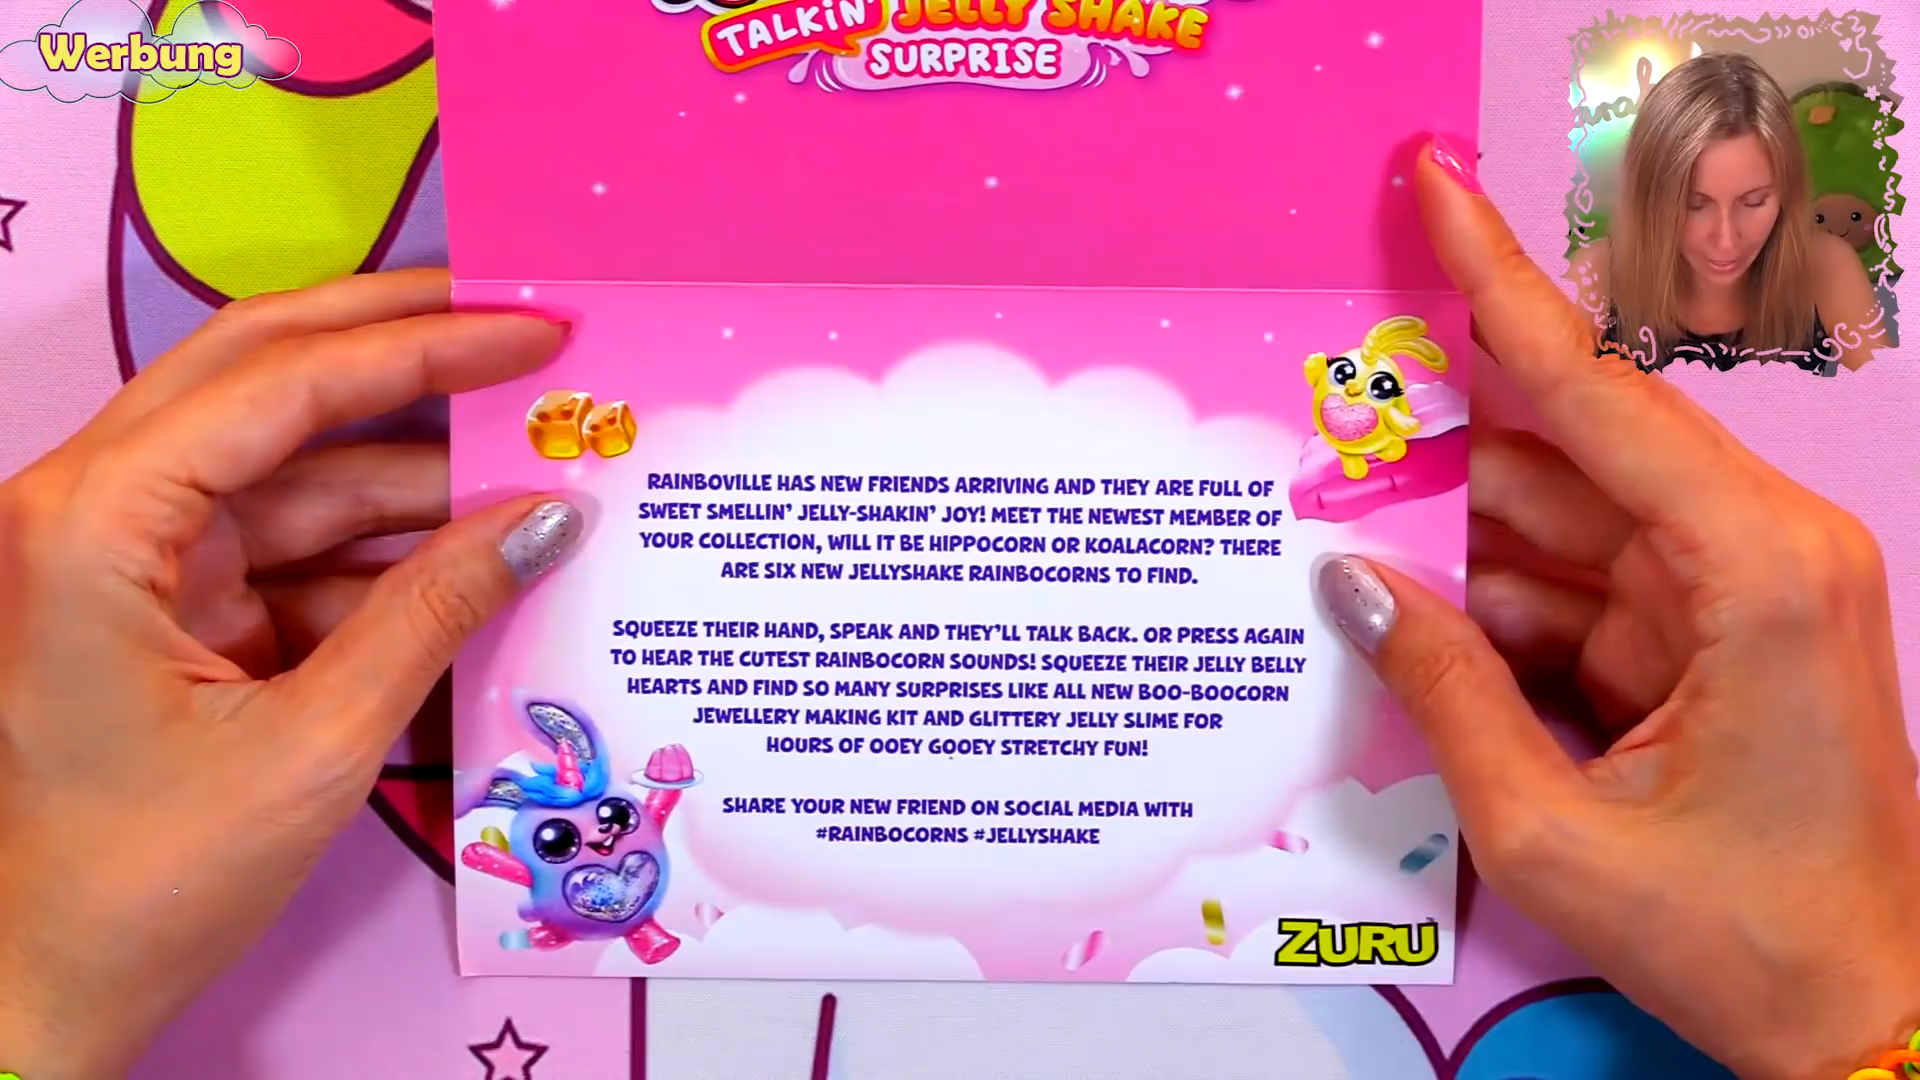 Werbung
TALKIN' JELLY SHAKE
SURPRISE
RAINBOVILLE HAS NEW FRIENDS ARRIVING AND THEY ARE FULL OF
SWEET SMELLIN' JELLY-SHAKIN' JOY! MEET THE NEWEST MEMBER OF
YOUR COLLECTION, WILL IT BE HIPPOCORN OR KOALACORN? THERE
ARE SIX NEW JELLYSHAKE RAINBOCORNS TO FIND.
SQUEEZE THEIR HAND, SPEAK AND THEY'LL TALK BACK. OR PRESS AGAIN
TO HEAR THE CUTEST RAINBOCORN SOUNDS! SQUEEZE THEIR JELLY BELLY
HEARTS AND FIND SO MANY SURPRISES LIKE ALL NEW BOO-BOOCORN
JEWELLERY MAKING KIT AND GLITTERY JELLY SLIME FOR
HOURS OF OOEY GOOEY STRETCHY FUN!
SHARE YOUR NEW FRIEND ON SOCIAL MEDIA WITH
#RAINBOCORNS #JELLYSHAKE
ZURU